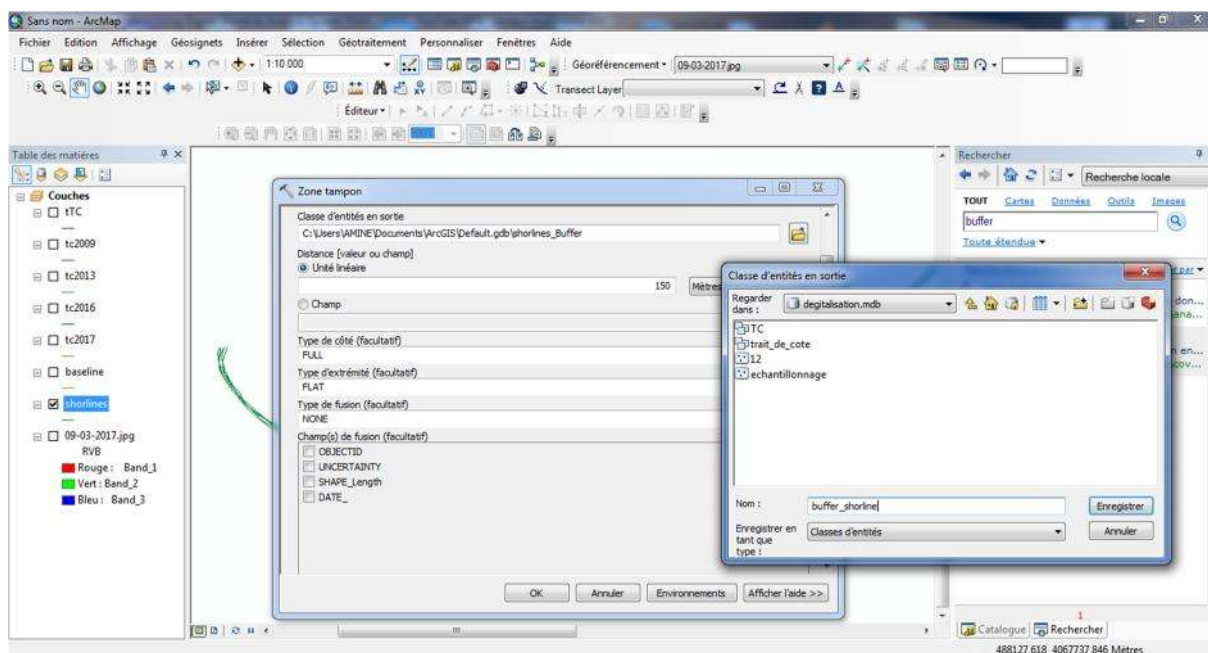 Sans nom - ArcMap
Fichier Edition Affichage Géosignets Insérer Sélection Géotraitement Personnaliser Fenêtres Aide
1:10 000
Géoréférencement
09-03-2017.jpg
Transect Layer
Éditeur
Table des matières
Couches
tTC
tc2009
tc2013
tc2016
tc2017
baseline
shorlines
09-03-2017.jpg
RVB
Rouge : Band_1
Vert : Band_2
Bleu : Band_3
Zone tampon
Classe d'entités en sortie
C:\Users\AMINE\Documents\ArcGIS\Default.gdb\shorlines_Buffer
Distance [valeur ou champ]
Unité linéaire
150 Mètres
Champ
Type de côté (facultatif)
FULL
Type d'extrémité (facultatif)
FLAT
Type de fusion (facultatif)
NONE
Champ(s) de fusion (facultatif)
OBJECTID
UNCERTAINTY
SHAPE_Length
DATE_
OK Annuler Environnements Afficher l'aide >>
Classe d'entités en sortie
Regarder dans :
degitalisation.mdb
TC
trait_de_cote
12
echantillonnage
Nom :
buffer_shorline
Enregistrer
Enregistrer en tant que type :
Classes d'entités
Annuler
Rechercher
Recherche locale
TOUT Cartes Données Outils Images
buffer
Toute étendue
don...
en...
1
Catalogue Rechercher
488127,618 4067737,846 Mètres